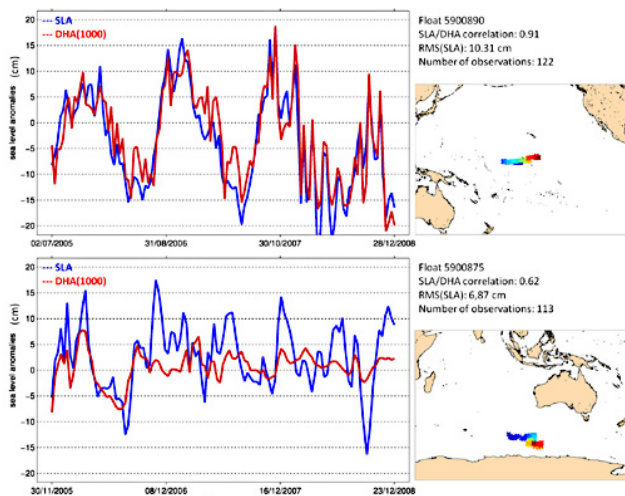 SLA
DHA(1000)
sea level anomalies (cm)
20
15
10
5
0
−5
−10
−15
−20
02/07/2005
31/08/2006
30/10/2007
28/12/2008
Float 5900890
SLA/DHA correlation: 0.91
RMS(SLA): 10.31 cm
Number of observations: 122
SLA
DHA(1000)
sea level anomalies (cm)
20
15
10
5
0
−5
−10
−15
−20
30/11/2005
08/12/2006
16/12/2007
23/12/2008
Float 5900875
SLA/DHA correlation: 0.62
RMS(SLA): 6,87 cm
Number of observations: 113